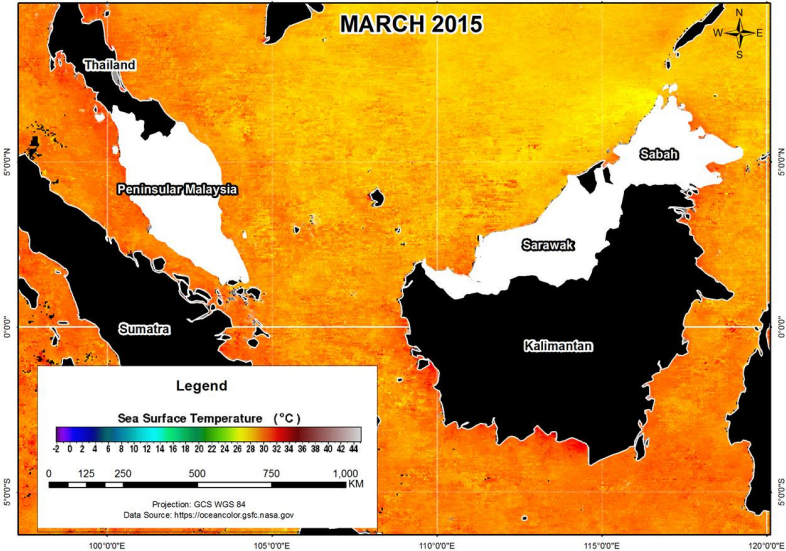 MARCH 2015
N
W E
S
Thailand
Sabah
5°0'0"N
5°0'0"N
Peninsular Malaysia
Sarawak
Sumatra
0°0'0"
0°0'0"
Kalimantan
Legend
Sea Surface Temperature (°C)
-2 0 2 4 6 8 10 12 14 16 18 20 22 24 26 28 30 32 34 36 38 40 42 44
0 125 250 500 750 1,000
KM
Projection: GCS WGS 84
Data Source: https://oceancolor.gsfc.nasa.gov
5°0'0"S
5°0'0"S
100°0'0"E 105°0'0"E 110°0'0"E 115°0'0"E 120°0'0"E